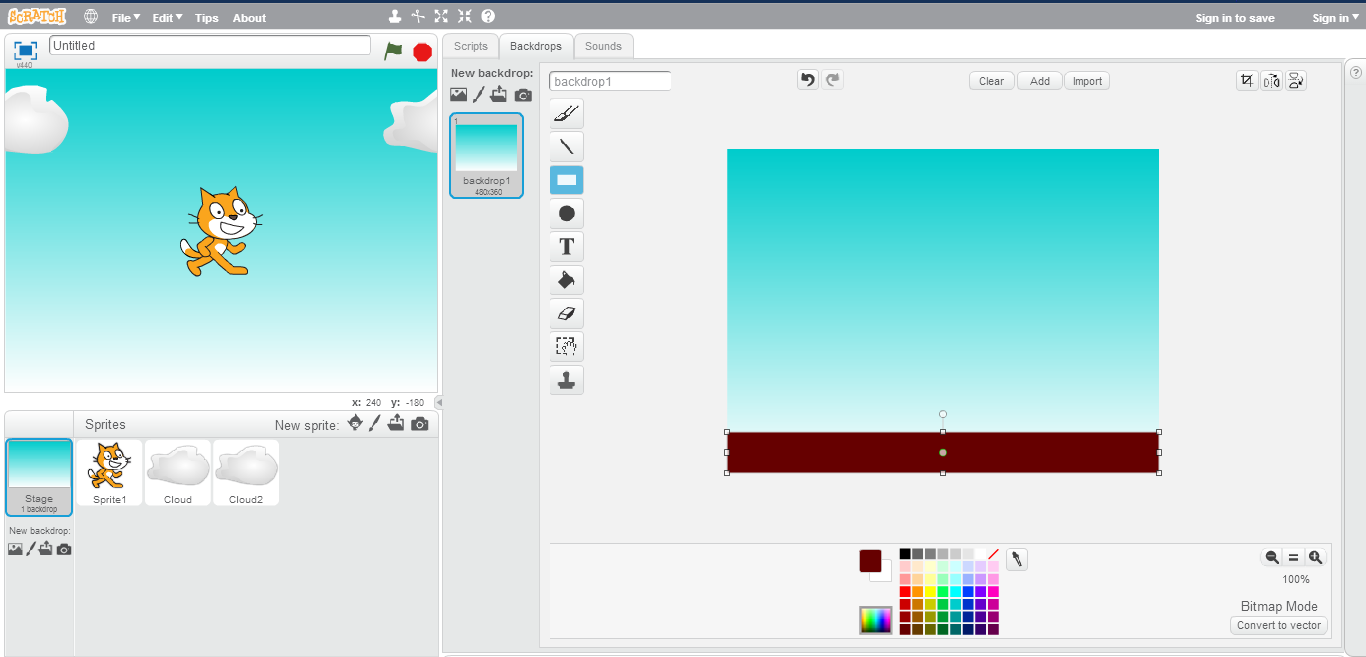 SCRATCH File Edit Tips About Sign in to save Sign in
Untitled
v440
Scripts Backdrops Sounds
New backdrop:
1
backdrop1
480x360
backdrop1
Clear Add Import
T
x: 240 y: -180
Sprites New sprite:
Stage
1 backdrop
Sprite1 Cloud Cloud2
New backdrop:
100%
Bitmap Mode
Convert to vector